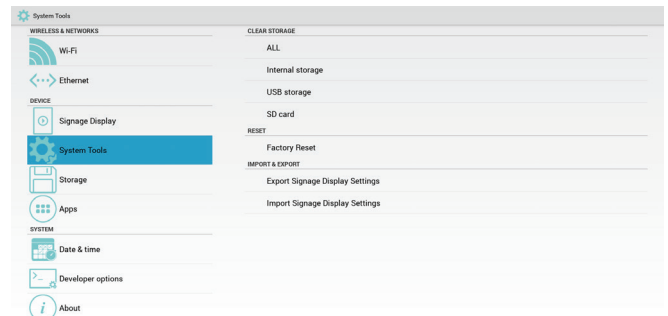 System Tools
WIRELESS & NETWORKS
Wi-Fi
Ethernet
DEVICE
Signage Display
System Tools
Storage
Apps
SYSTEM
Date & time
Developer options
About
CLEAR STORAGE
ALL
Internal storage
USB storage
SD card
RESET
Factory Reset
IMPORT & EXPORT
Export Signage Display Settings
Import Signage Display Settings